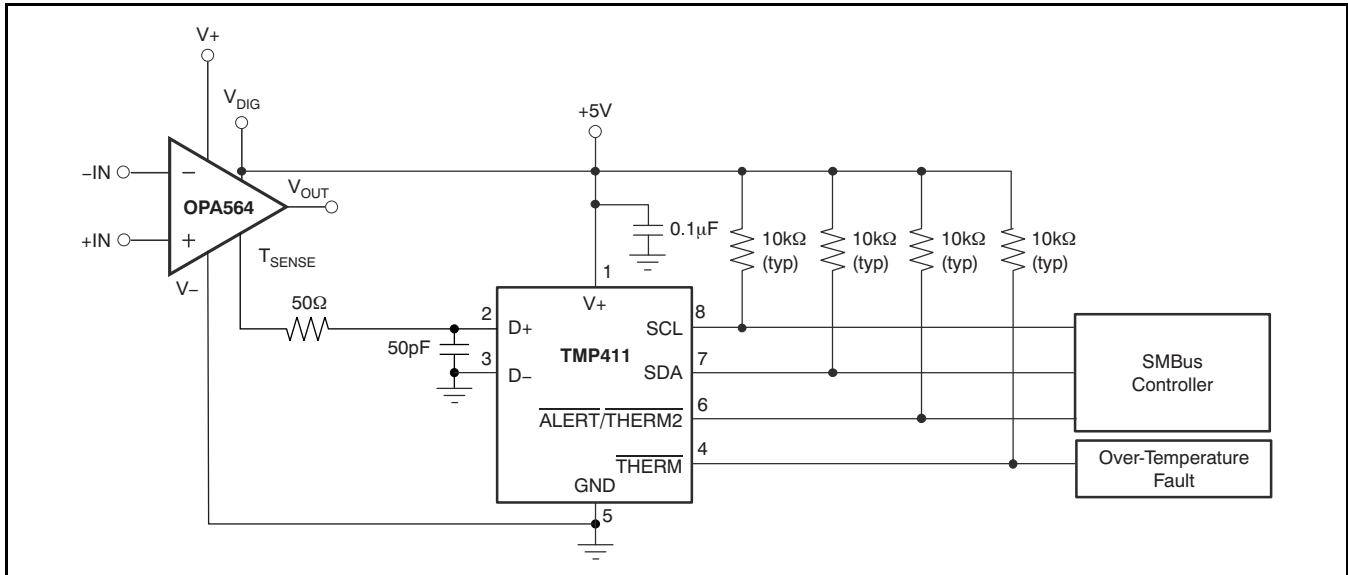 V+
V_DIG
+5V
−IN
−
V_OUT
OPA564
+IN
+
T_SENSE
V−
0.1μF
10kΩ
(typ)
10kΩ
(typ)
10kΩ
(typ)
10kΩ
(typ)
50Ω
50pF
1
V+
2
D+
3
D−
TMP411
SCL
8
SDA
7
ALERT/THERM2
6
THERM
4
GND
5
SMBus
Controller
Over-Temperature
Fault